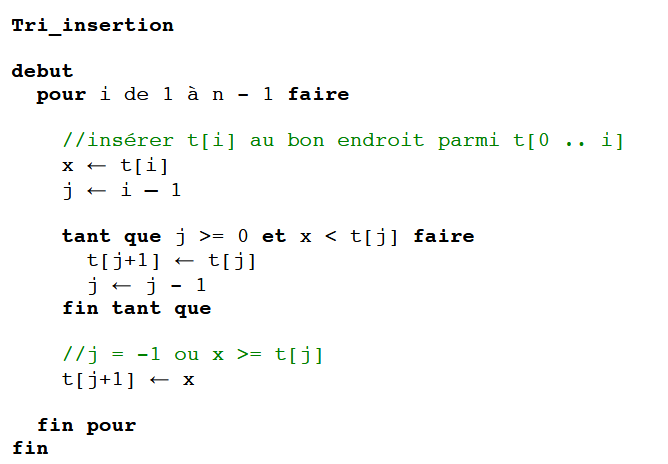 Tri_insertion
debut
pour i de 1 à n - 1 faire
//insérer t[i] au bon endroit parmi t[0 .. i]
x ← t[i]
j ← i – 1
tant que j >= 0 et x < t[j] faire
t[j+1] ← t[j]
j ← j - 1
fin tant que
//j = -1 ou x >= t[j]
t[j+1] ← x
fin pour
fin